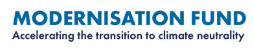 MODERNISATION FUND
Accelerating the transition to climate neutrality